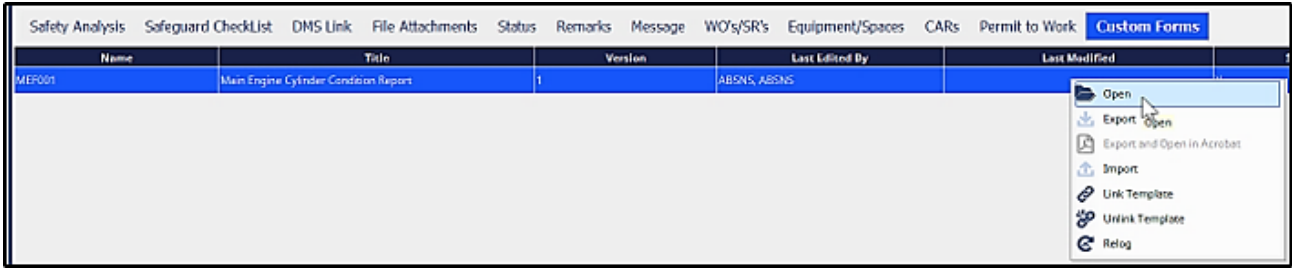 Safety Analysis Safeguard CheckList DMS Link File Attachments Status Remarks Message WO's/SR's Equipment/Spaces CARs Permit to Work Custom Forms
Name Title Version Last Edited By Last Modified
MEF001 Main Engine Cylinder Condition Report 1 ABSNS, ABSNS
Open
Export Open
Export and Open in Acrobat
Import
Link Template
Unlink Template
Relog